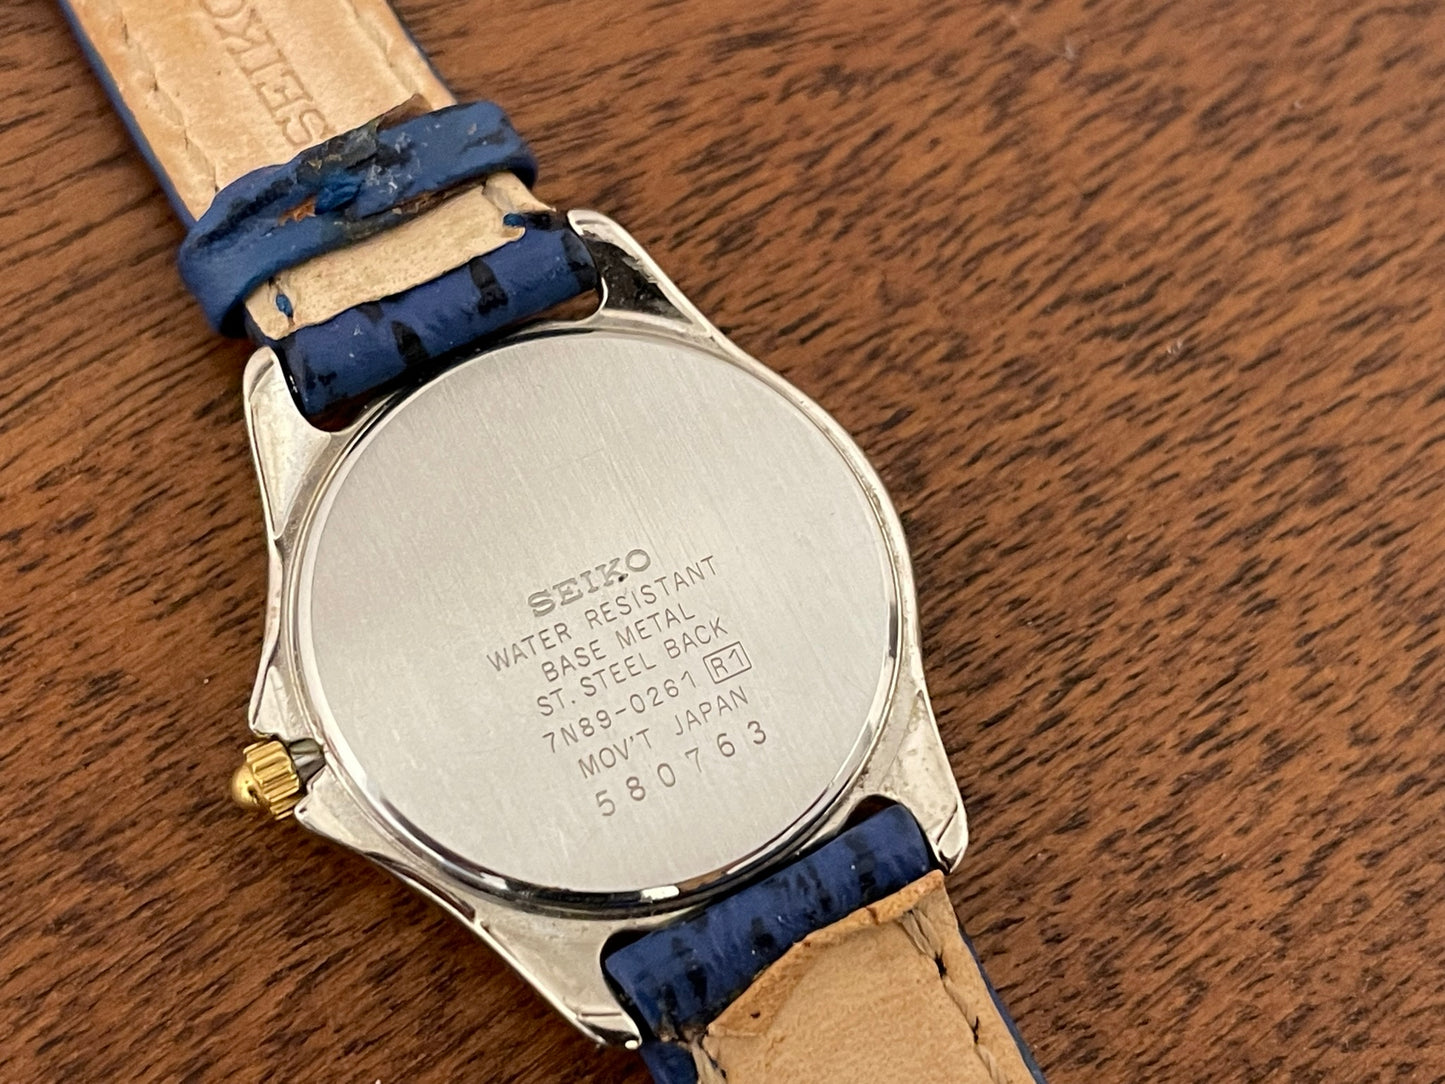 SEIKO
SEIKO
WATER RESISTANT
BASE METAL
ST. STEEL BACK
7N89-0261 R1
MOV'T JAPAN
580763